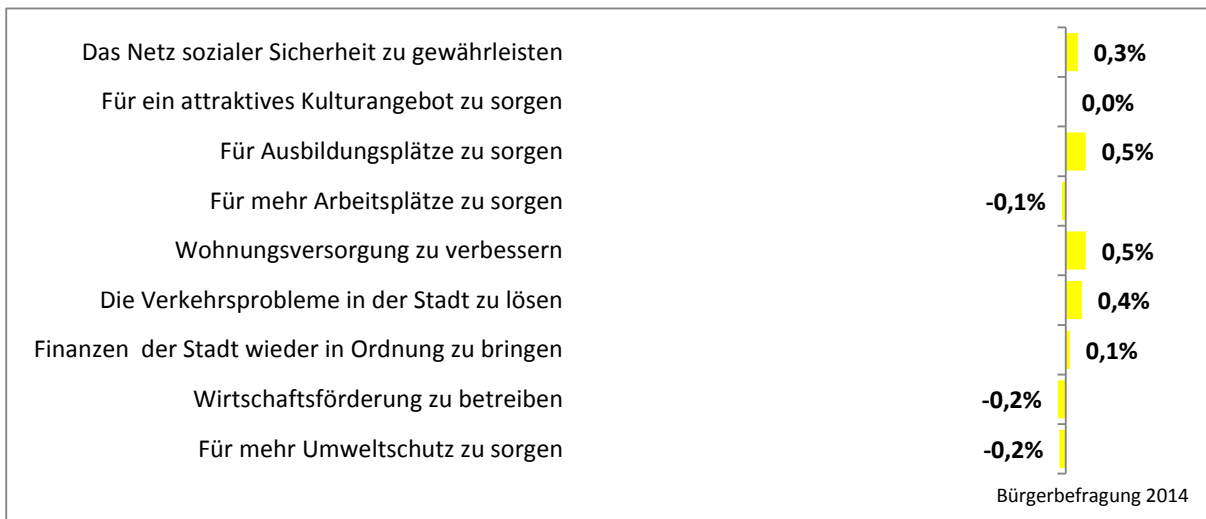 Das Netz sozialer Sicherheit zu gewährleisten 0,3%
Für ein attraktives Kulturangebot zu sorgen 0,0%
Für Ausbildungsplätze zu sorgen 0,5%
Für mehr Arbeitsplätze zu sorgen -0,1%
Wohnungsversorgung zu verbessern 0,5%
Die Verkehrsprobleme in der Stadt zu lösen 0,4%
Finanzen  der Stadt wieder in Ordnung zu bringen 0,1%
Wirtschaftsförderung zu betreiben -0,2%
Für mehr Umweltschutz zu sorgen -0,2%
Bürgerbefragung 2014